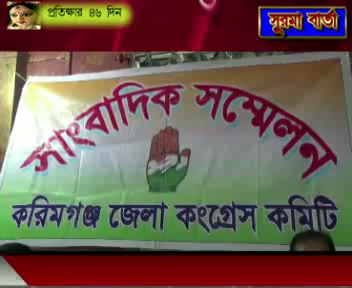 প্রতিক্ষার ৪৬ দিন
সুরমা বার্তা
সাংবাদিক সম্মেলন
করিমগঞ্জ জেলা কংগ্রেস কমিটি